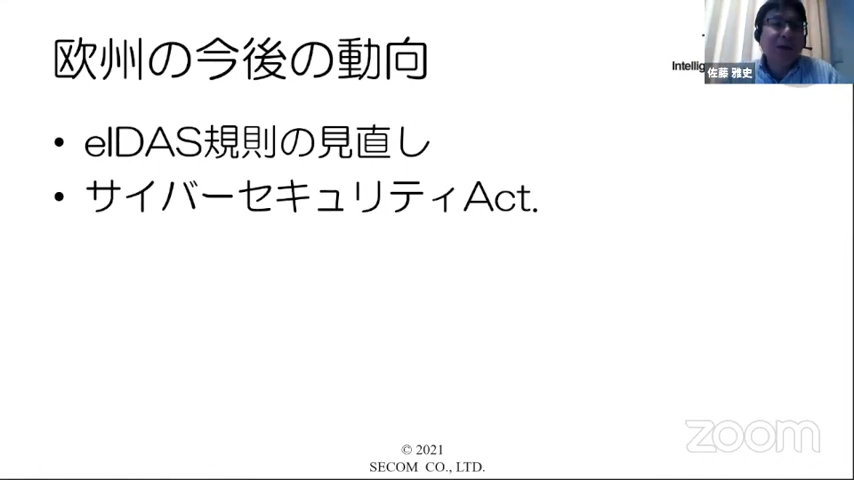 欧州の今後の動向
Intellig
佐藤 雅史
• eIDAS規則の見直し
• サイバーセキュリティAct.
© 2021
SECOM CO., LTD.
zoom